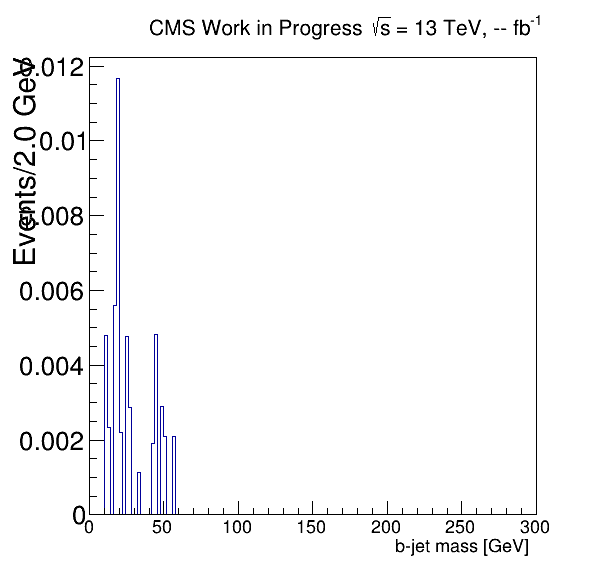 CMS Work in Progress √s = 13 TeV, -- fb-1
Events/2.0 GeV
0.012
0.01
0.008
0.006
0.004
0.002
0
0 50 100 150 200 250 300
b-jet mass [GeV]